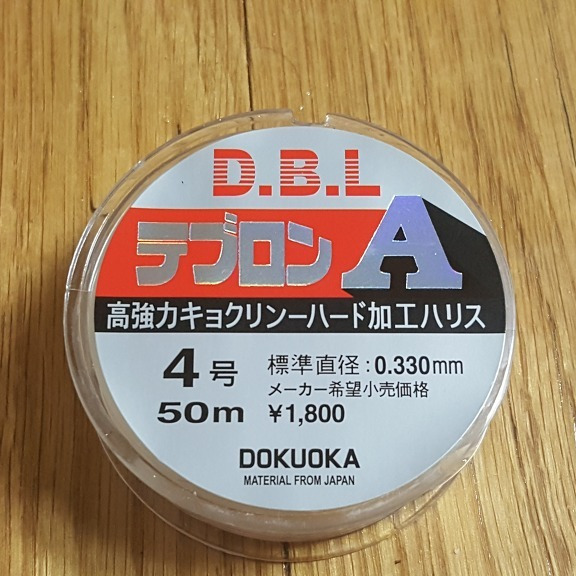 D.B.L
テブロン A
高強力キョクリンーハード加工ハリス
4号 標準直径:0.330mm
メーカー希望小売価格
50m ¥1,800
DOKUOKA
MATERIAL FROM JAPAN